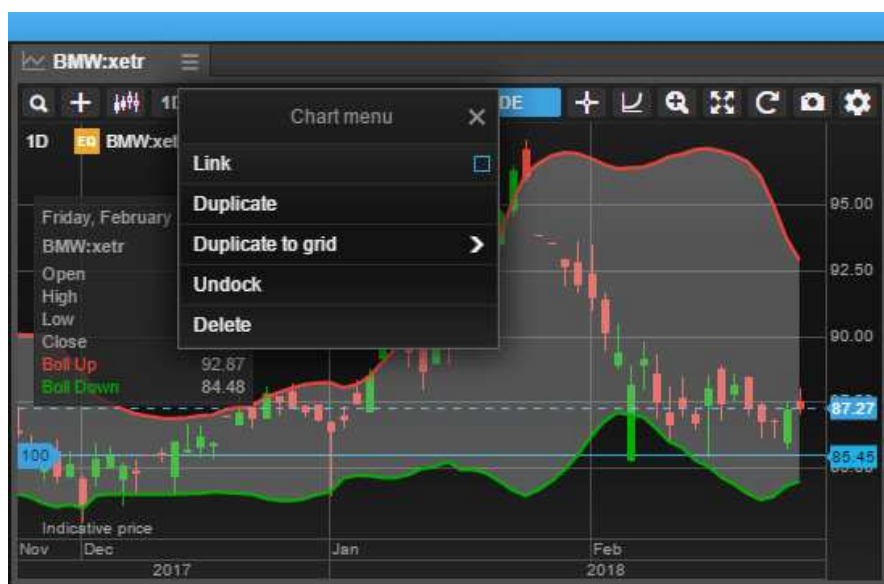 BMW:xetr
1D
DE
Chart menu
1D EQ BMW:xet
Link
Duplicate
Duplicate to grid
Undock
Delete
Friday, February
BMW:xetr
Open
High
Low
Close
Boll Up 92.87
Boll Down 84.48
95.00
92.50
90.00
87.27
100
85.45
Indicative price
Nov Dec Jan Feb
2017 2018